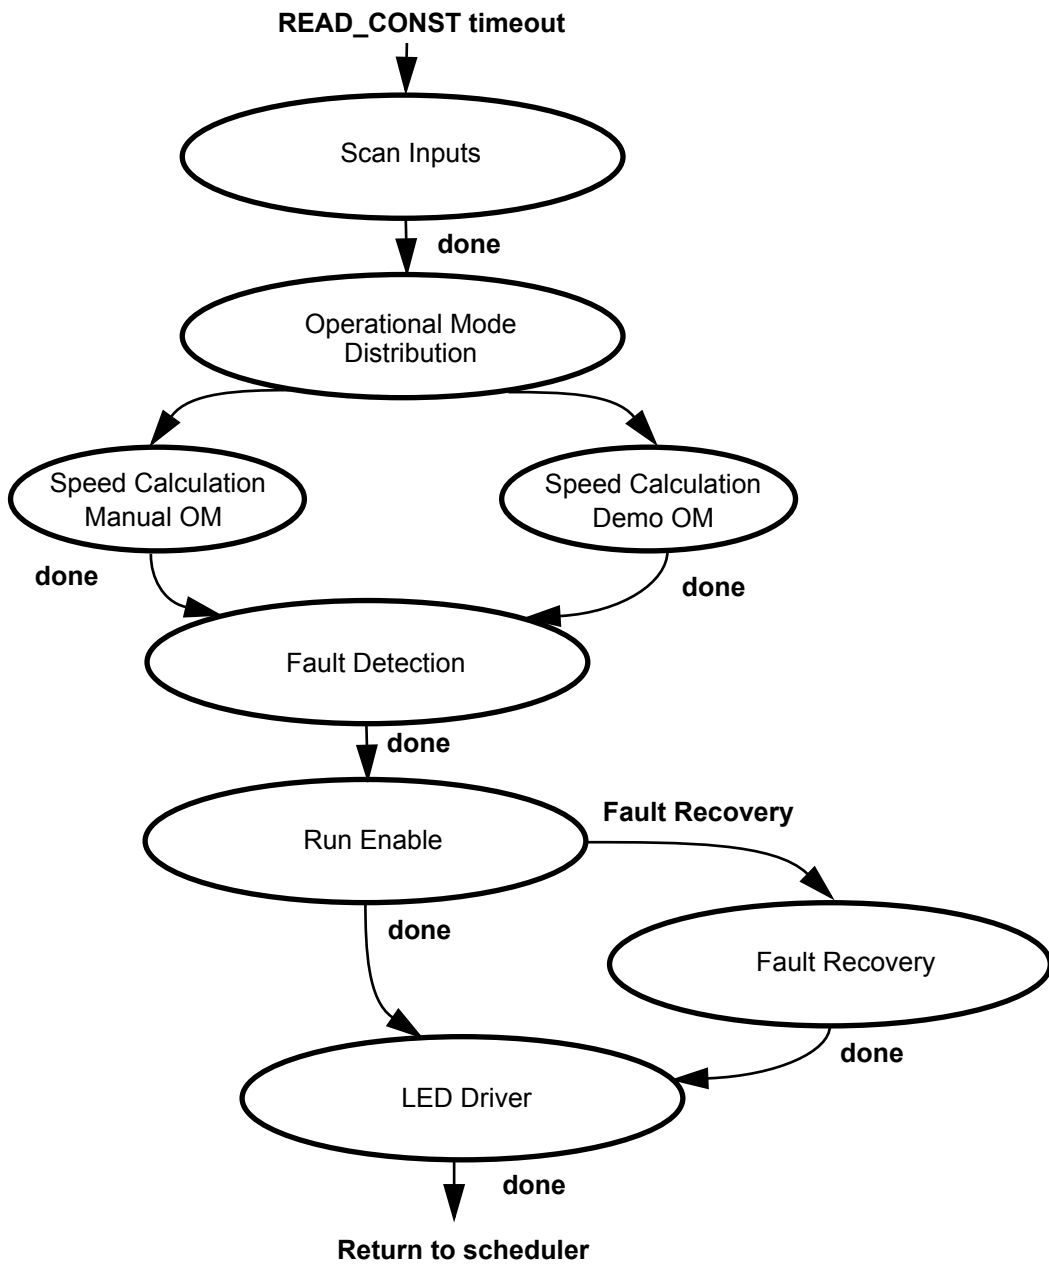 READ_CONST timeout
Scan Inputs
done
Operational Mode
Distribution
Speed Calculation
Manual OM
Speed Calculation
Demo OM
done
done
Fault Detection
done
Run Enable
Fault Recovery
done
Fault Recovery
done
LED Driver
done
Return to scheduler